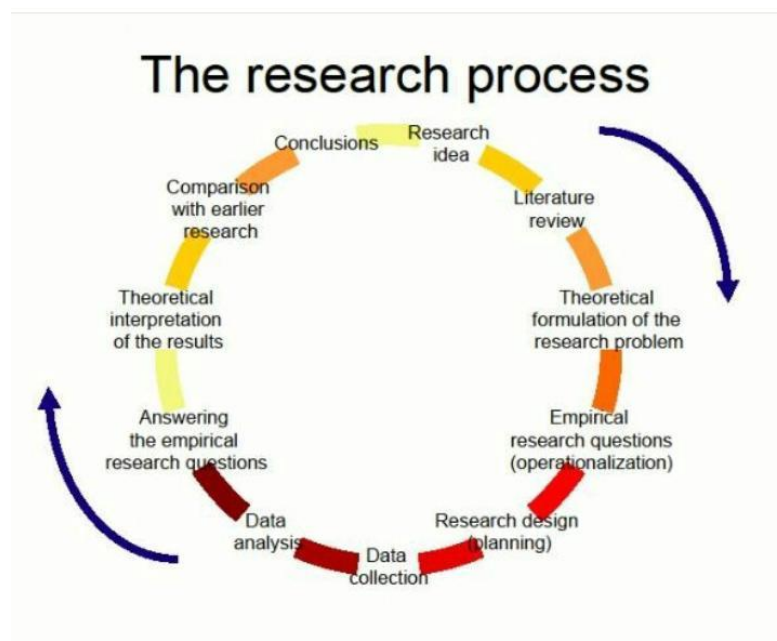 The research process
Research
idea
Literature
review
Theoretical
formulation of the
research problem
Empirical
research questions
(operationalization)
Research design
(planning)
Data
collection
Data
analysis
Answering
the empirical
research questions
Theoretical
interpretation
of the results
Comparison
with earlier
research
Conclusions